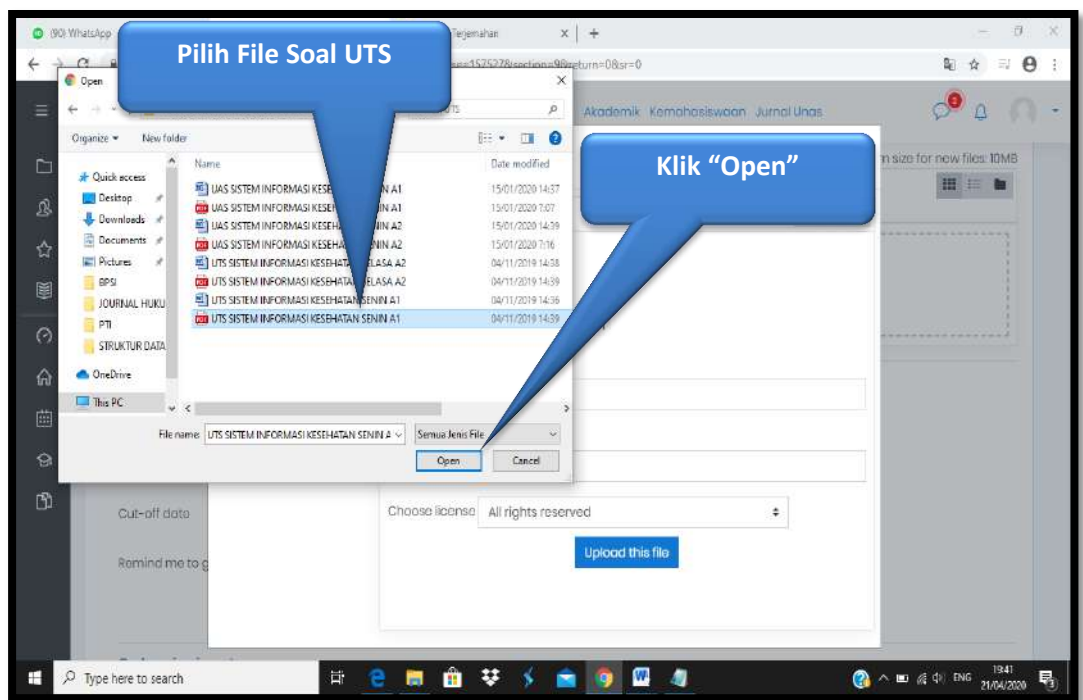 (90) WhatsApp
Terjemahan
Pilih File Soal UTS
Open
Akademik Kemahasiswaan Jurnal Unas
Organize
New folder
Klik “Open”
size for new files: 10MB
Name
Date modified
Quick access
Desktop
Downloads
Documents
Pictures
BPSI
JOURNAL HUKU
PTI
STRUKTUR DATA
OneDrive
This PC
UAS SISTEM INFORMASI KESE IN A1 15/01/2020 14:37
UAS SISTEM INFORMASI KESE IN A1 15/01/2020 7:07
UAS SISTEM INFORMASI KESEH IN A2 15/01/2020 14:39
UAS SISTEM INFORMASI KESEHA NIN A2 15/01/2020 7:16
UTS SISTEM INFORMASI KESEHATA ELASA A2 04/11/2019 14:38
UTS SISTEM INFORMASI KESEHATA ELASA A2 04/11/2019 14:39
UTS SISTEM INFORMASI KESEHATAN SENIN A1 04/11/2019 14:36
UTS SISTEM INFORMASI KESEHATAN SENIN A1 04/11/2019 14:39
File name: UTS SISTEM INFORMASI KESEHATAN SENIN A
Semua Jenis File
Open
Cancel
Cut-off date
Choose license
All rights reserved
Remind me to g
Upload this file
Type here to search
ENG
19:41
21/04/2020